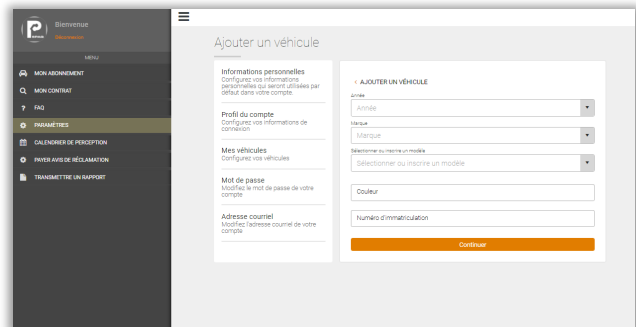 P
Bienvenue
Déconnexion
MENU
MON ABONNEMENT
MON CONTRAT
? FAQ
PARAMÈTRES
CALENDRIER DE PERCEPTION
PAYER AVIS DE RÉCLAMATION
TRANSMETTRE UN RAPPORT
Ajouter un véhicule
Informations personnelles
Configurez vos informations
personnelles qui seront utilisées par
défaut dans votre compte.
Profil du compte
Configurez vos informations de
connexion
Mes véhicules
Configurez vos véhicules
Mot de passe
Modifiez le mot de passe de votre
compte
Adresse courriel
Modifiez l'adresse courriel de votre
compte
< AJOUTER UN VÉHICULE
Année
Année
Marque
Marque
Sélectionner ou inscrire un modèle
Sélectionner ou inscrire un modèle
Couleur
Numéro d'immatriculation
Continuer